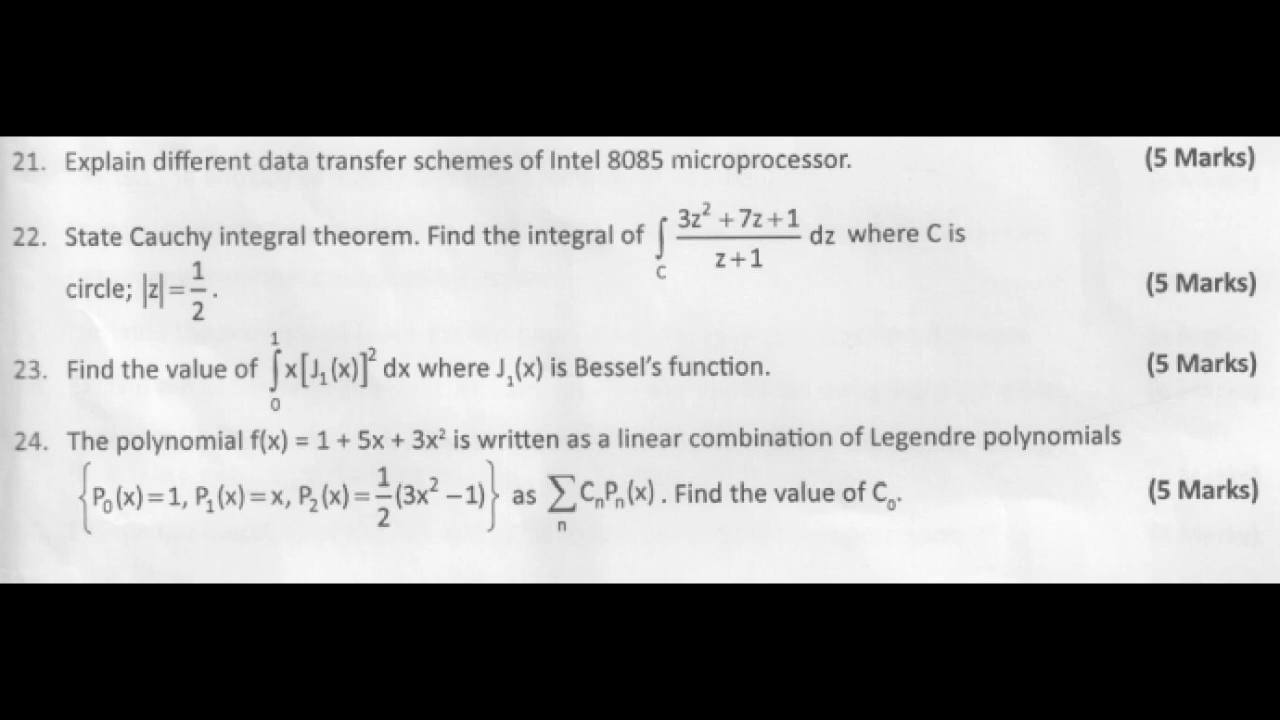 21. Explain different data transfer schemes of Intel 8085 microprocessor. (5 Marks)
22. State Cauchy integral theorem. Find the integral of ∫_C (3z² + 7z + 1)/(z + 1) dz where C is
circle; |z| = 1/2. (5 Marks)
23. Find the value of ∫₀¹ x[J₁(x)]² dx where J₁(x) is Bessel's function. (5 Marks)
24. The polynomial f(x) = 1 + 5x + 3x² is written as a linear combination of Legendre polynomials
{P₀(x) = 1, P₁(x) = x, P₂(x) = 1/2(3x² − 1)} as ∑_n CₙPₙ(x). Find the value of C₀. (5 Marks)